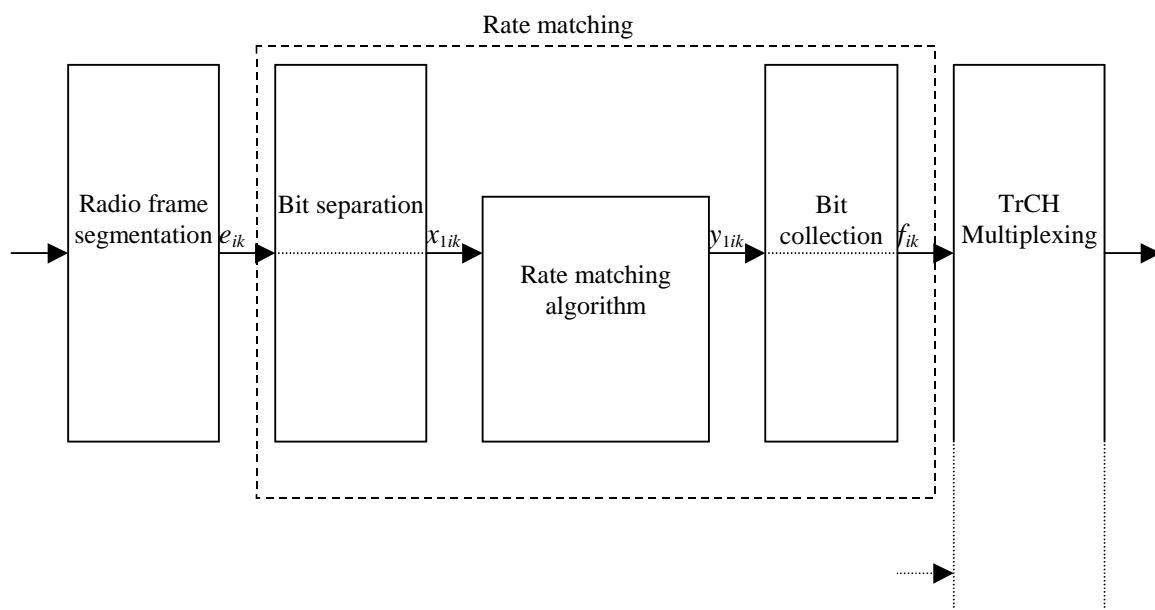 Rate matching
Radio frame
segmentation
e_ik
Bit separation
x_1ik
Rate matching
algorithm
y_1ik
Bit
collection
f_ik
TrCH
Multiplexing